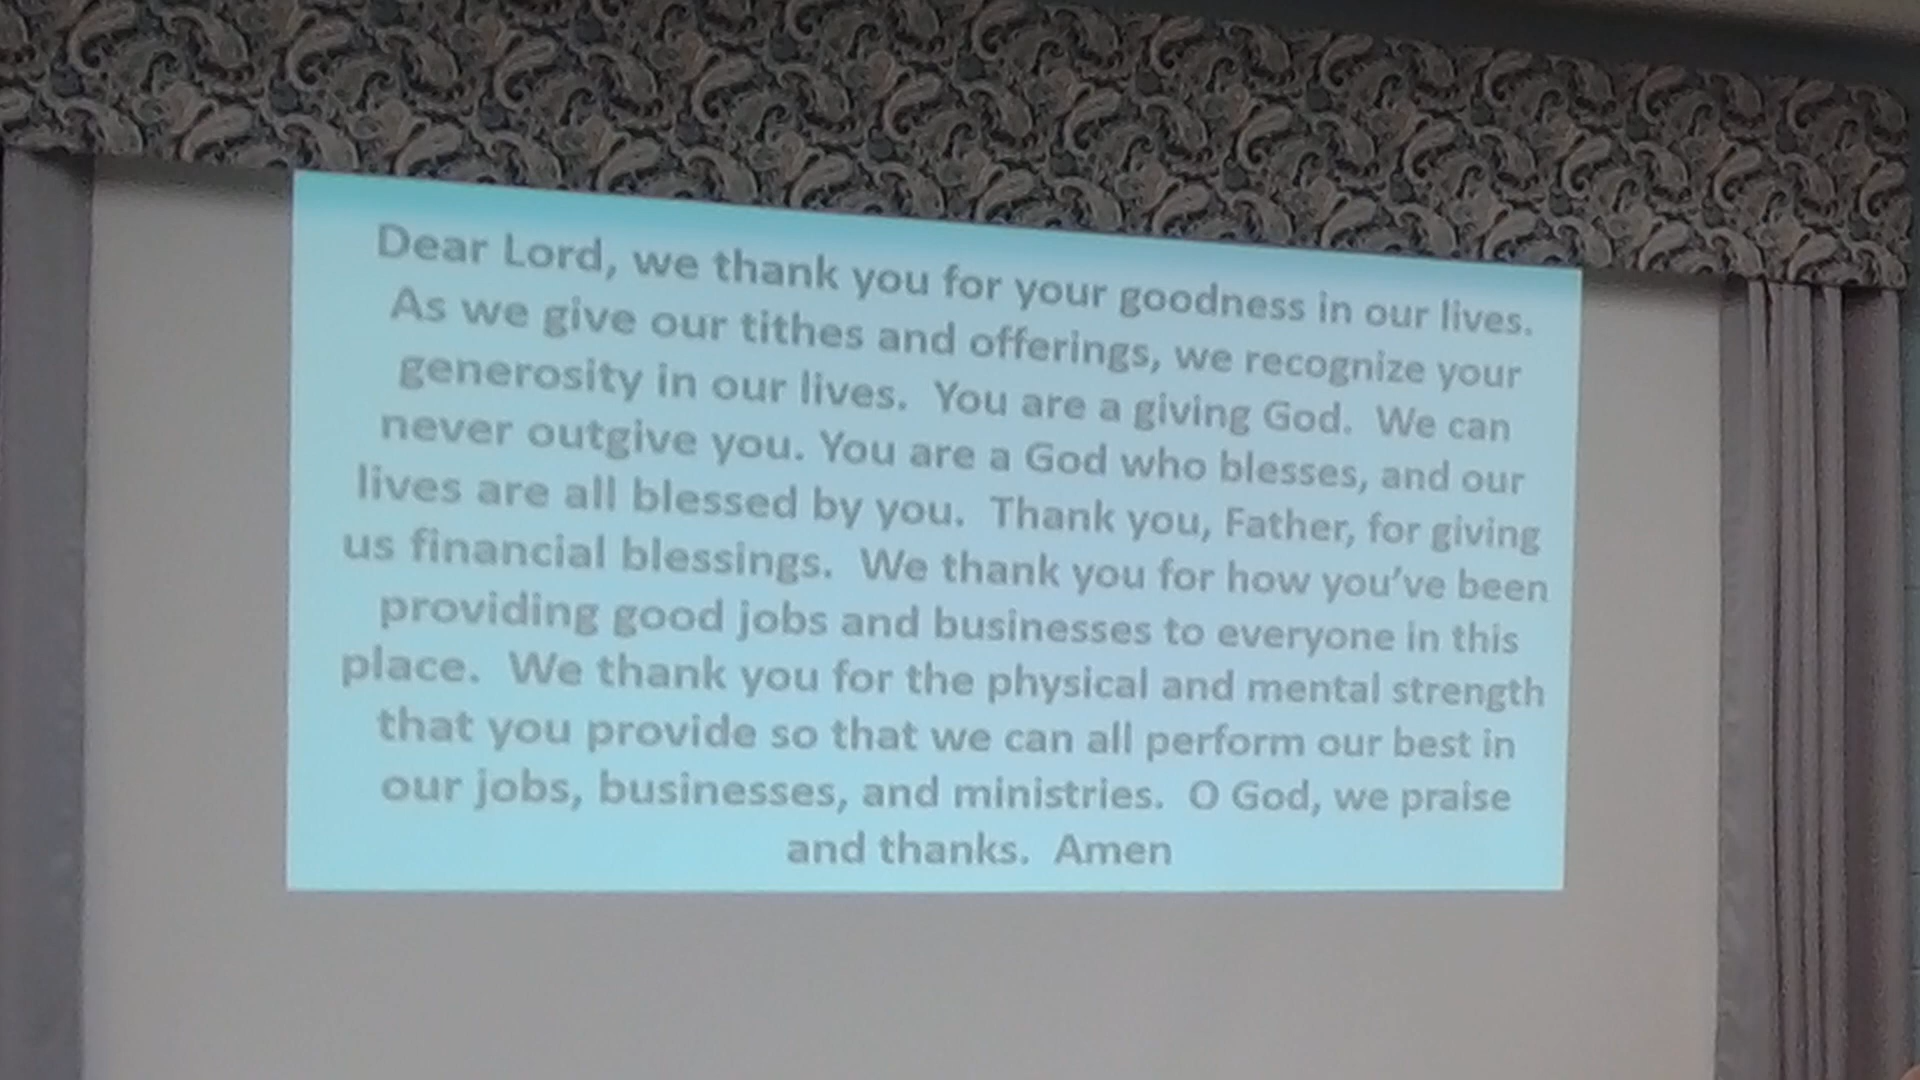 Dear Lord, we thank you for your goodness in our lives.
As we give our tithes and offerings, we recognize your
generosity in our lives.  You are a giving God.  We can
never outgive you. You are a God who blesses, and our
lives are all blessed by you.  Thank you, Father, for giving
us financial blessings.  We thank you for how you've been
providing good jobs and businesses to everyone in this
place.  We thank you for the physical and mental strength
that you provide so that we can all perform our best in
our jobs, businesses, and ministries.  O God, we praise
and thanks.  Amen